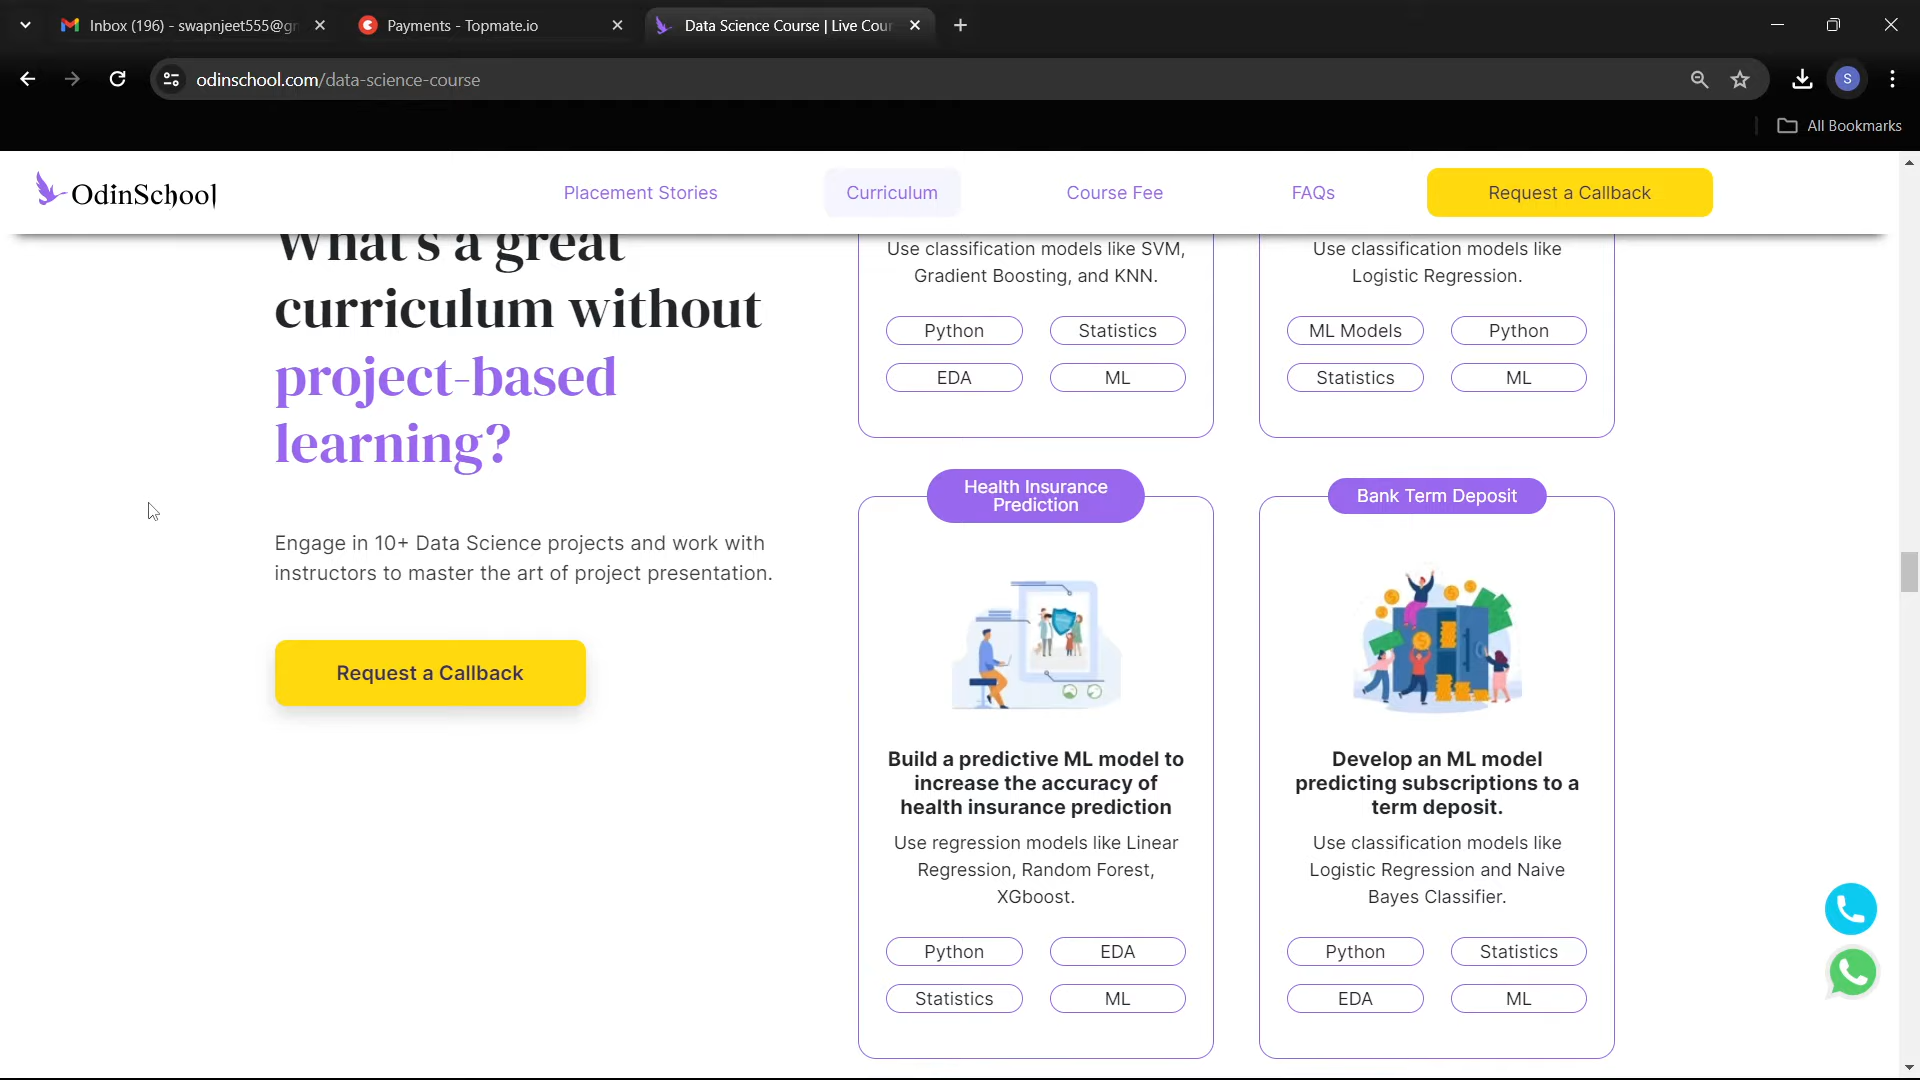 Inbox (196) - swapnjeet555@gm
Payments - Topmate.io
Data Science Course | Live Cour
odinschool.com/data-science-course
S
All Bookmarks
OdinSchool
Placement Stories
Curriculum
Course Fee
FAQs
Request a Callback
What's a great
curriculum without
project-based
learning?
Engage in 10+ Data Science projects and work with
instructors to master the art of project presentation.
Request a Callback
Use classification models like SVM,
Gradient Boosting, and KNN.
Python
Statistics
EDA
ML
Use classification models like
Logistic Regression.
ML Models
Python
Statistics
ML
Health Insurance
Prediction
Build a predictive ML model to
increase the accuracy of
health insurance prediction
Use regression models like Linear
Regression, Random Forest,
XGboost.
Python
EDA
Statistics
ML
Bank Term Deposit
Develop an ML model
predicting subscriptions to a
term deposit.
Use classification models like
Logistic Regression and Naive
Bayes Classifier.
Python
Statistics
EDA
ML